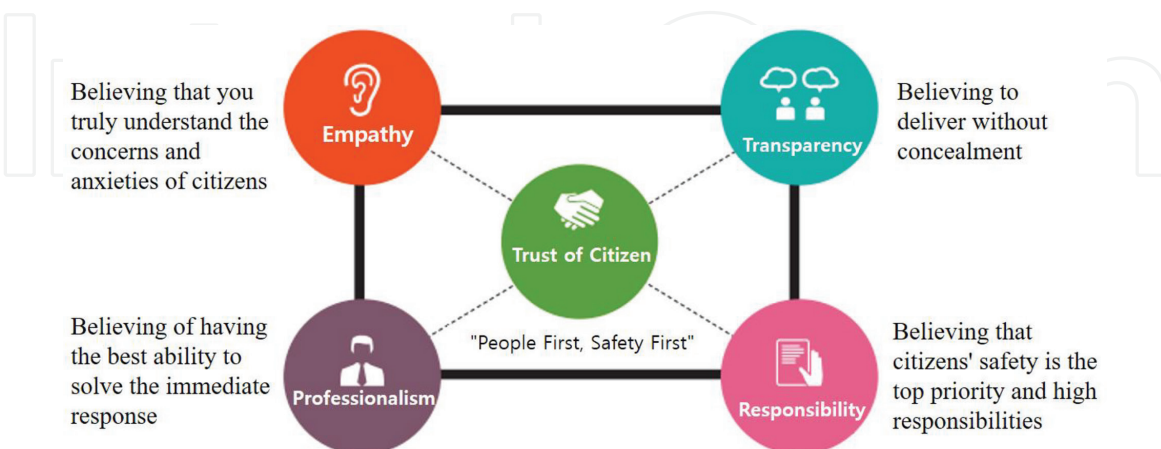 Believing that you
truly understand the
concerns and
anxieties of citizens
Empathy
Transparency
Believing to
deliver without
concealment
Trust of Citizen
"People First, Safety First"
Believing of having
the best ability to
solve the immediate
response
Professionalism
Responsibility
Believing that
citizens' safety is the
top priority and high
responsibilities